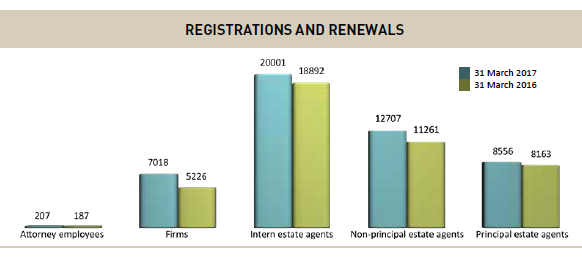 REGISTRATIONS AND RENEWALS
31 March 2017
31 March 2016
20001
18892
12707
11261
8556
8163
7018
5226
207
187
Attorney employees
Firms
Intern estate agents
Non-principal estate agents
Principal estate agents